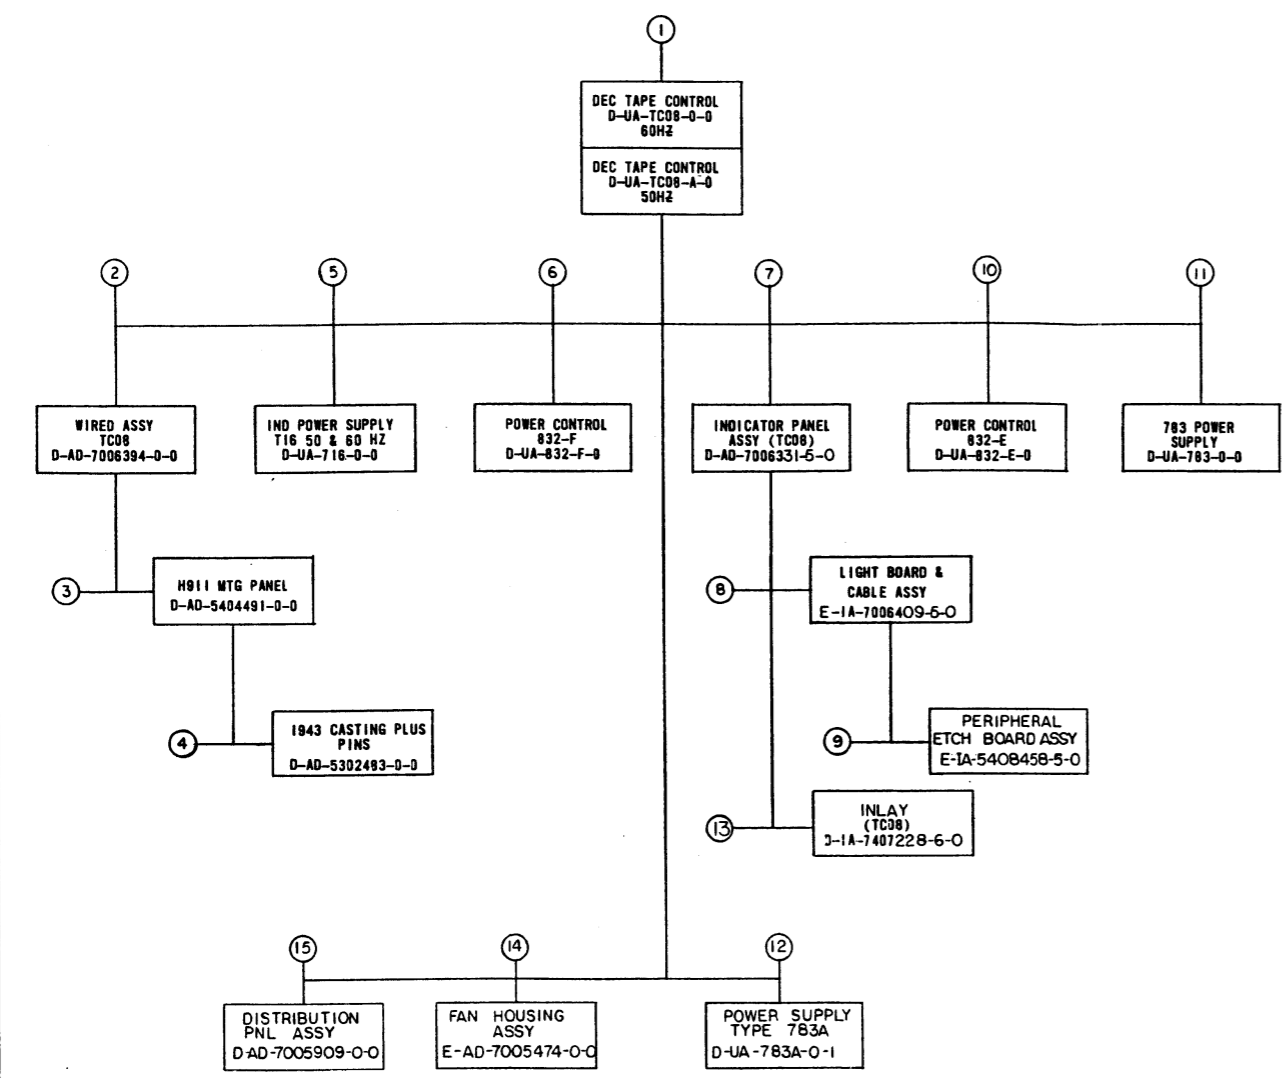 1
DEC TAPE CONTROL
D-UA-TC08-0-0
60HZ
DEC TAPE CONTROL
D-UA-TC08-A-0
50HZ
2
5
6
7
10
11
WIRED ASSY
TC08
D-AD-7006394-0-0
IND POWER SUPPLY
T16 50 & 60 HZ
D-UA-716-0-0
POWER CONTROL
832-F
D-UA-832-F-0
INDICATOR PANEL
ASSY (TC08)
D-AD-7006331-5-0
POWER CONTROL
832-E
D-UA-832-E-0
783 POWER
SUPPLY
D-UA-783-0-0
3
H911 MTG PANEL
D-AD-5404491-0-0
8
LIGHT BOARD &
CABLE ASSY
E-IA-7006409-5-0
4
1943 CASTING PLUS
PINS
D-AD-5302483-0-0
9
PERIPHERAL
ETCH BOARD ASSY
E-IA-5408458-5-0
13
INLAY
(TC08)
D-IA-7407228-6-0
15
14
12
DISTRIBUTION
PNL ASSY
D-AD-7005909-0-0
FAN HOUSING
ASSY
E-AD-7005474-0-0
POWER SUPPLY
TYPE 783A
D-UA-783A-0-1